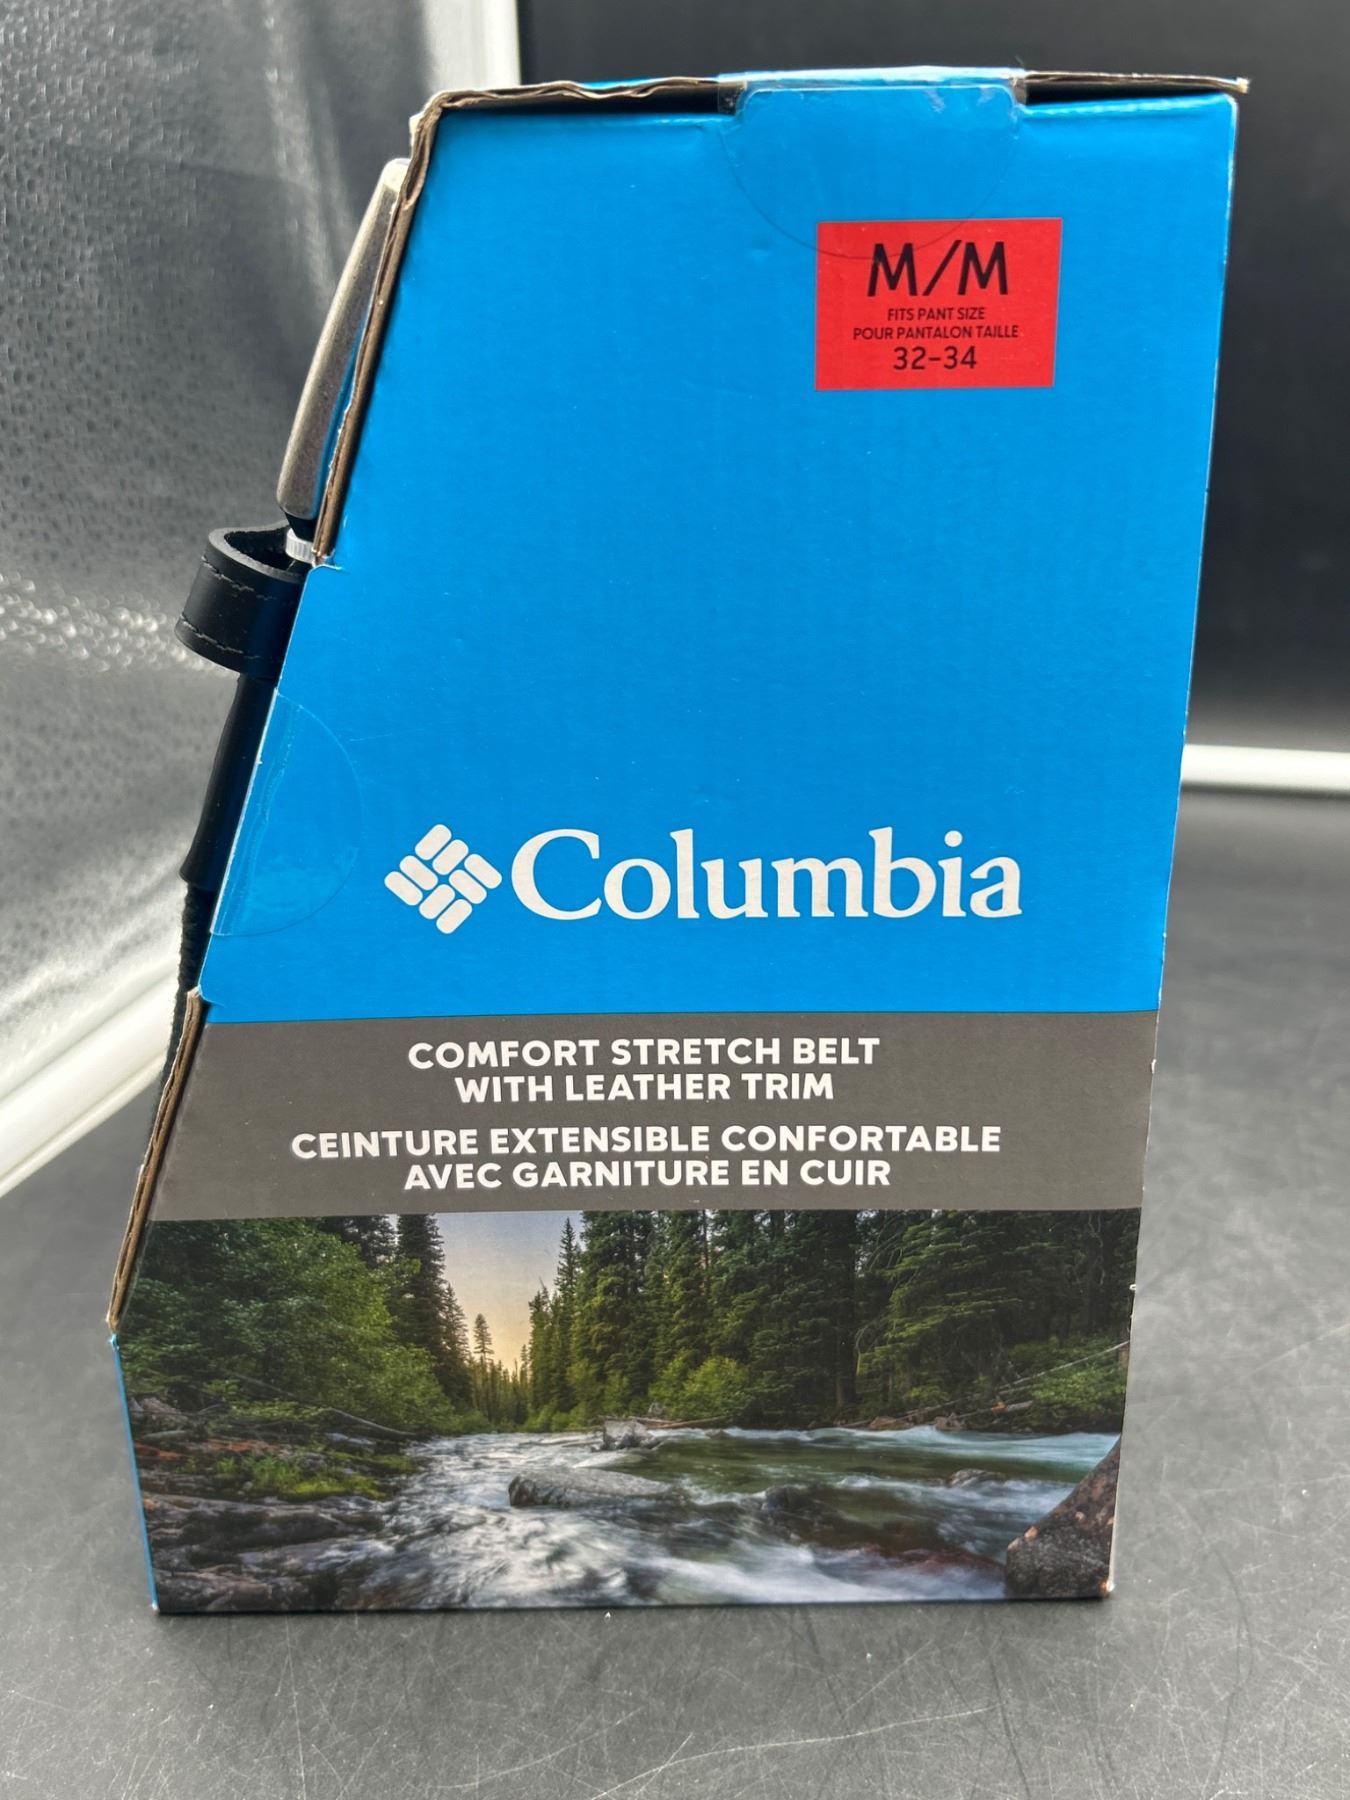 M/M
FITS PANT SIZE
POUR PANTALON TAILLE
32-34
Columbia
COMFORT STRETCH BELT
WITH LEATHER TRIM
CEINTURE EXTENSIBLE CONFORTABLE
AVEC GARNITURE EN CUIR